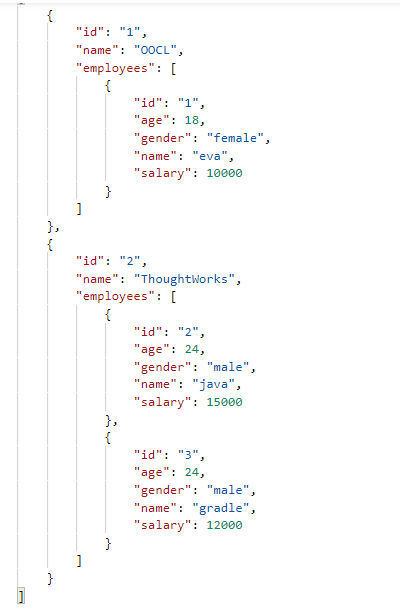 {
"id": "1",
"name": "OOCL",
"employees": [
{
"id": "1",
"age": 18,
"gender": "female",
"name": "eva",
"salary": 10000
}
]
},
{
"id": "2",
"name": "ThoughtWorks",
"employees": [
{
"id": "2",
"age": 24,
"gender": "male",
"name": "java",
"salary": 15000
},
{
"id": "3",
"age": 24,
"gender": "male",
"name": "gradle",
"salary": 12000
}
]
}
]